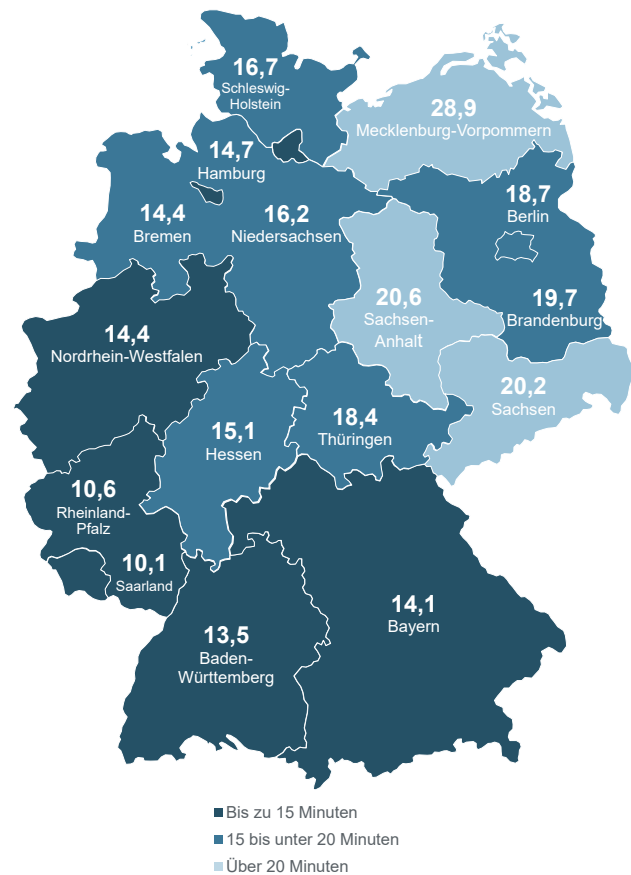 16,7
Schleswig-
Holstein
28,9
Mecklenburg-Vorpommern
14,7
Hamburg
18,7
Berlin
14,4
Bremen
16,2
Niedersachsen
20,6
Sachsen-
Anhalt
19,7
Brandenburg
14,4
Nordrhein-Westfalen
20,2
Sachsen
15,1
Hessen
18,4
Thüringen
10,6
Rheinland-
Pfalz
10,1
Saarland
14,1
Bayern
13,5
Baden-
Württemberg
Bis zu 15 Minuten
15 bis unter 20 Minuten
Über 20 Minuten